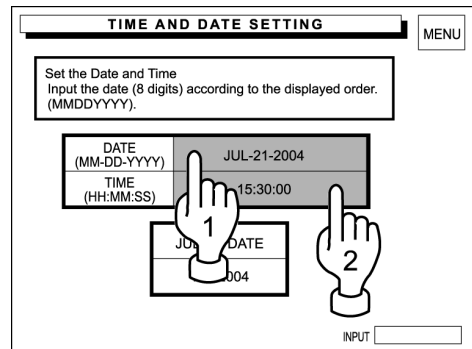 TIME AND DATE SETTING
MENU
Set the Date and Time
Input the date (8 digits) according to the displayed order.
(MMDDYYYY).
DATE
(MM-DD-YYYY)
JUL-21-2004
TIME
(HH:MM:SS)
15:30:00
1
2
DATE
INPUT